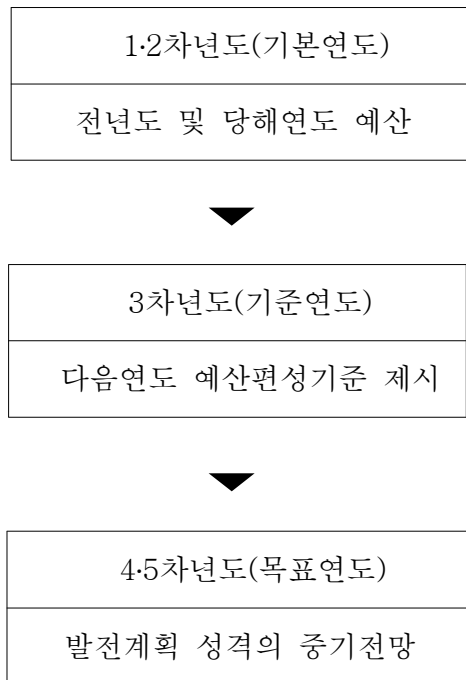 1·2차년도(기본연도)
전년도 및 당해연도 예산
3차년도(기준연도)
다음연도 예산편성기준 제시
4·5차년도(목표연도)
발전계획 성격의 중기전망